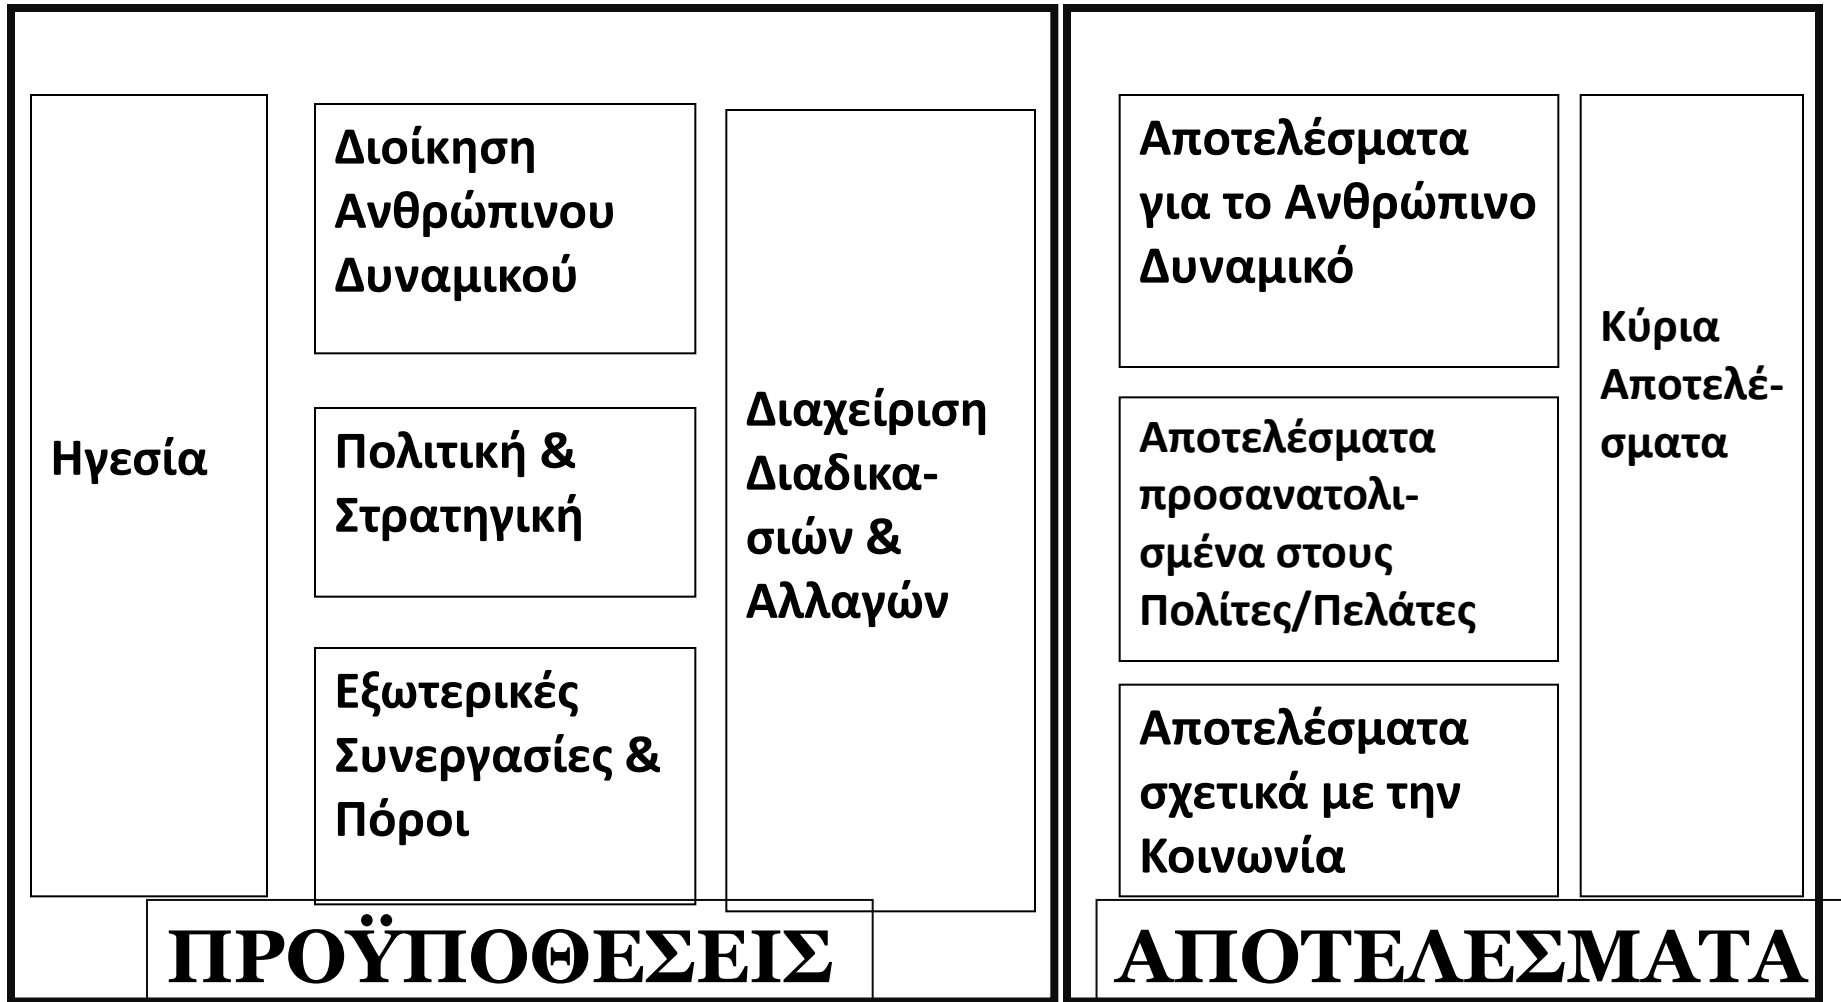 Ηγεσία
Διοίκηση
Ανθρώπινου
Δυναμικού
Πολιτική &
Στρατηγική
Εξωτερικές
Συνεργασίες &
Πόροι
Διαχείριση
Διαδικα-
σιών &
Αλλαγών
ΠΡΟΫΠΟΘΕΣΕΙΣ
Αποτελέσματα
για το Ανθρώπινο
Δυναμικό
Αποτελέσματα
προσανατολι-
σμένα στους
Πολίτες/Πελάτες
Αποτελέσματα
σχετικά με την
Κοινωνία
Κύρια
Αποτελέ-
σματα
ΑΠΟΤΕΛΕΣΜΑΤΑ